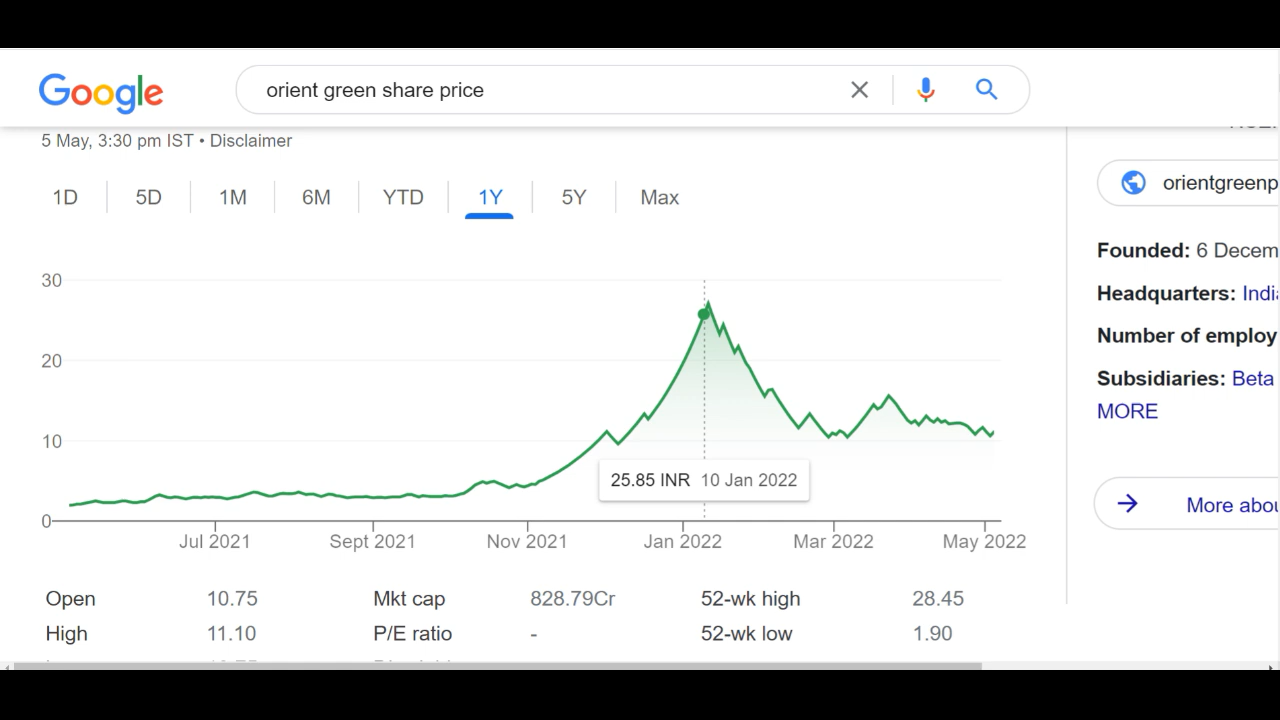 Google
orient green share price
5 May, 3:30 pm IST • Disclaimer
1D 5D 1M 6M YTD 1Y 5Y Max
orientgreenp
Founded: 6 Decem
Headquarters: Indi
Number of employ
Subsidiaries: Beta
MORE
More abou
30
20
10
0
25.85 INR 10 Jan 2022
Jul 2021 Sept 2021 Nov 2021 Jan 2022 Mar 2022 May 2022
Open 10.75 Mkt cap 828.79Cr 52-wk high 28.45
High 11.10 P/E ratio - 52-wk low 1.90